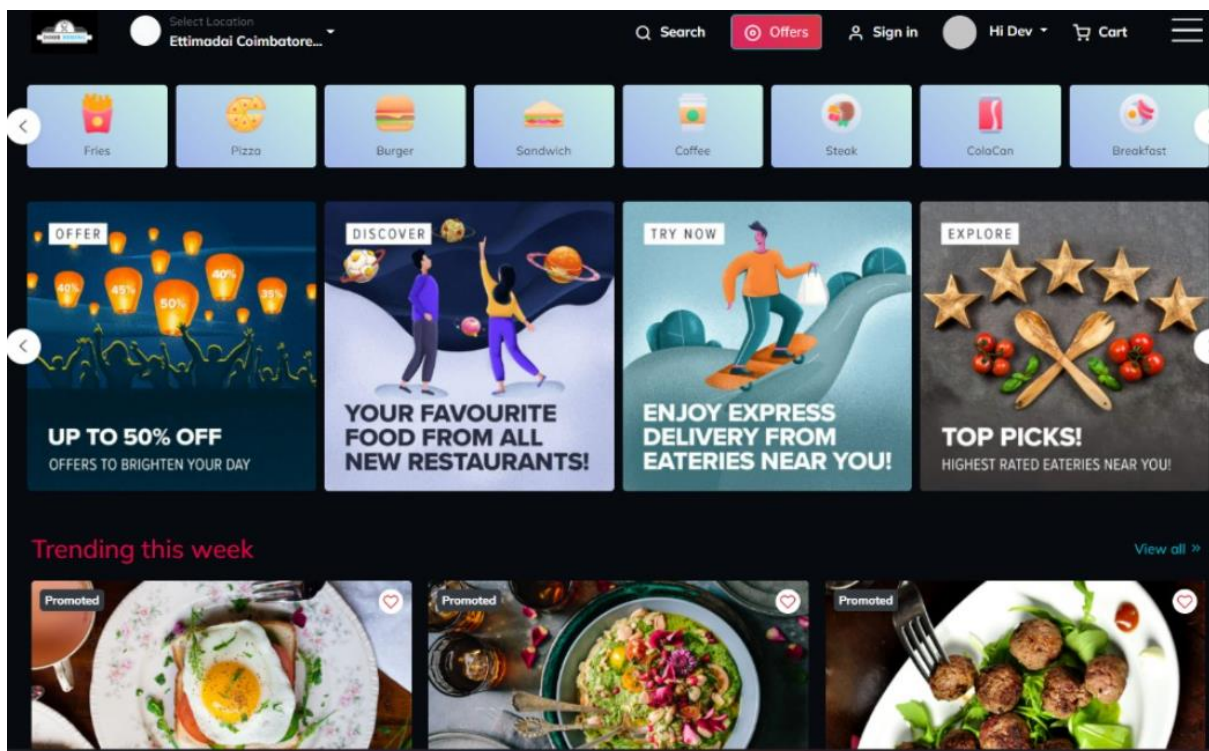 Select Location
Ettimadai Coimbatore...
Search
Offers
Sign in
Hi Dev
Cart
Fries
Pizza
Burger
Sandwich
Coffee
Steak
ColaCan
Breakfast
OFFER
40%
45%
50%
40%
35%
UP TO 50% OFF
OFFERS TO BRIGHTEN YOUR DAY
DISCOVER
YOUR FAVOURITE
FOOD FROM ALL
NEW RESTAURANTS!
TRY NOW
ENJOY EXPRESS
DELIVERY FROM
EATERIES NEAR YOU!
EXPLORE
TOP PICKS!
HIGHEST RATED EATERIES NEAR YOU!
Trending this week
View all »
Promoted
Promoted
Promoted